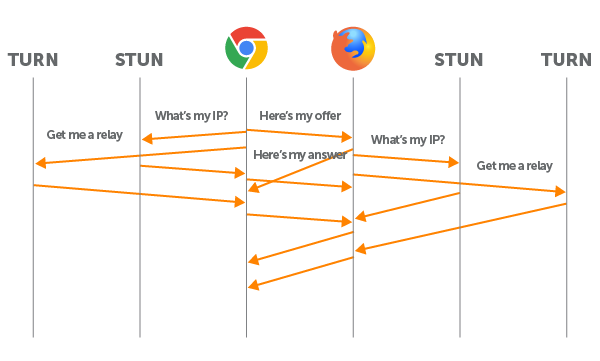 TURN
STUN
STUN
TURN
What's my IP?
Here's my offer
Get me a relay
What's my IP?
Here's my answer
Get me a relay